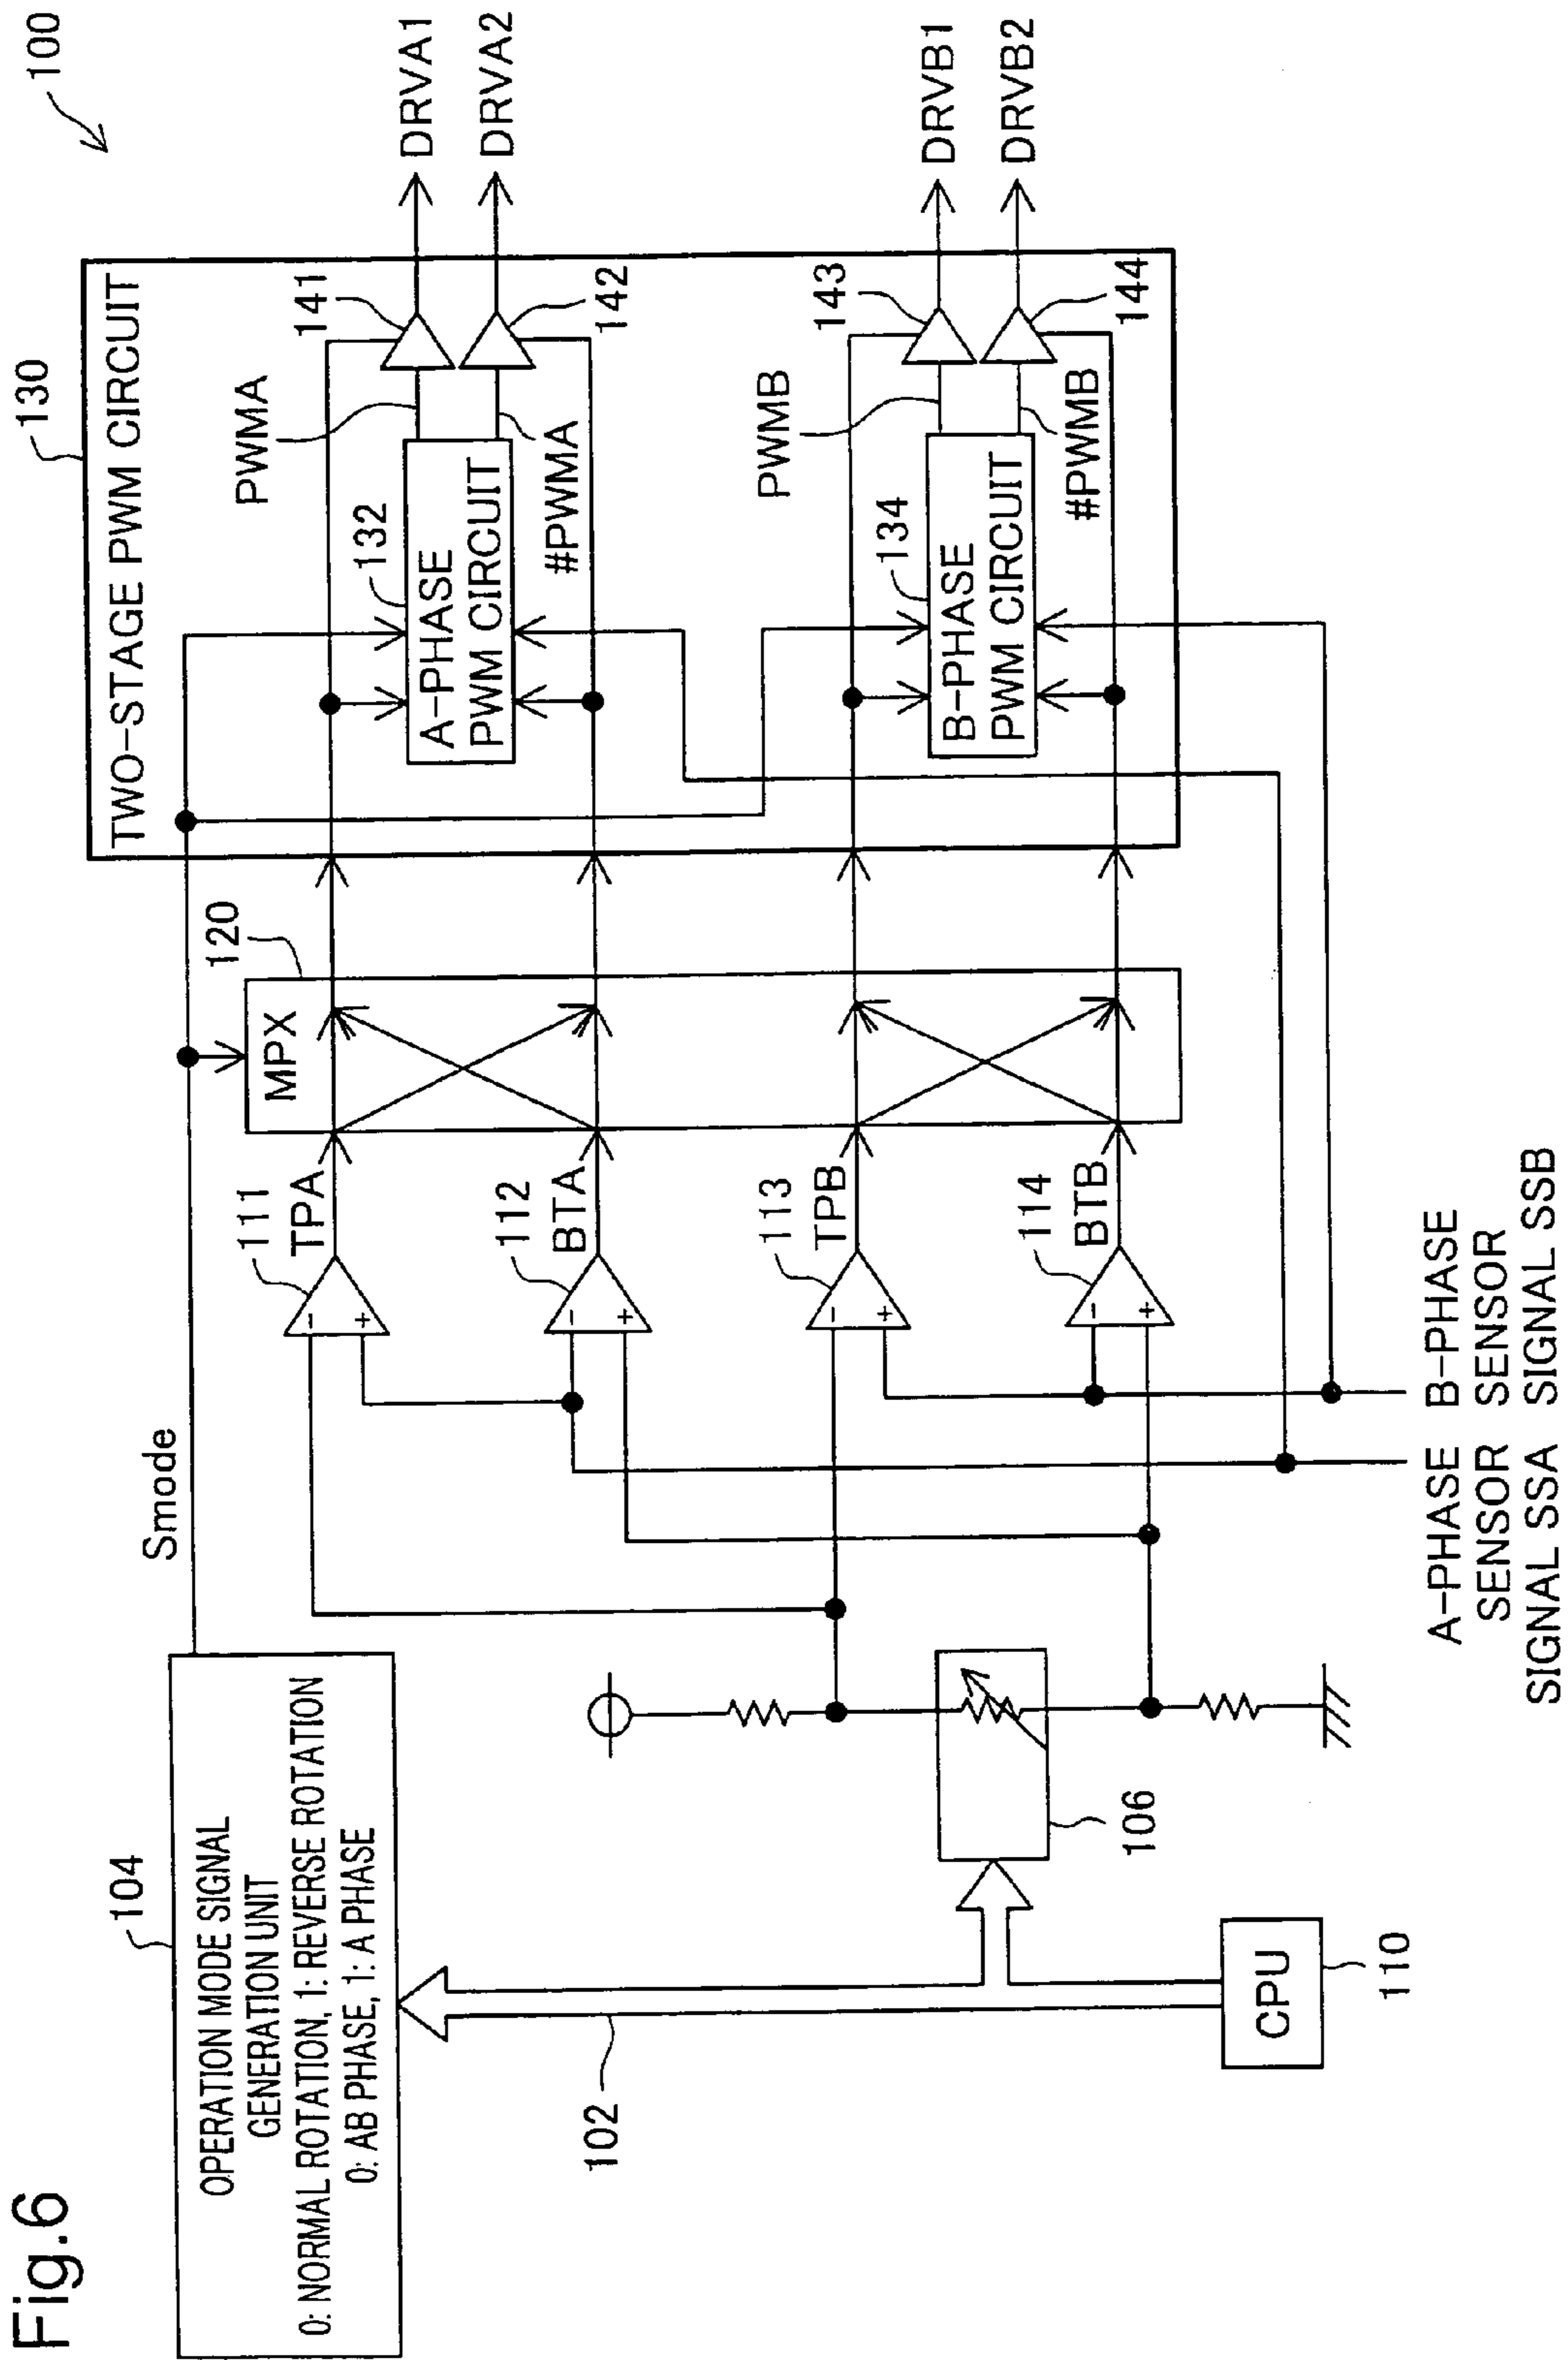 Fig.6
100
104
OPERATION MODE SIGNAL
GENERATION UNIT
0: NORMAL ROTATION, 1: REVERSE ROTATION
0: AB PHASE, 1: A PHASE
Smode
130
TWO-STAGE PWM CIRCUIT
120
MPX
111
-
+
TPA
112
-
+
BTA
113
-
+
TPB
114
-
+
BTB
PWMA
141
DRVA1
132
A-PHASE
PWM CIRCUIT
#PWMA
142
DRVA2
PWMB
143
DRVB1
134
B-PHASE
PWM CIRCUIT
#PWMB
144
DRVB2
102
106
CPU
110
A-PHASE
SENSOR
SIGNAL SSA
B-PHASE
SENSOR
SIGNAL SSB